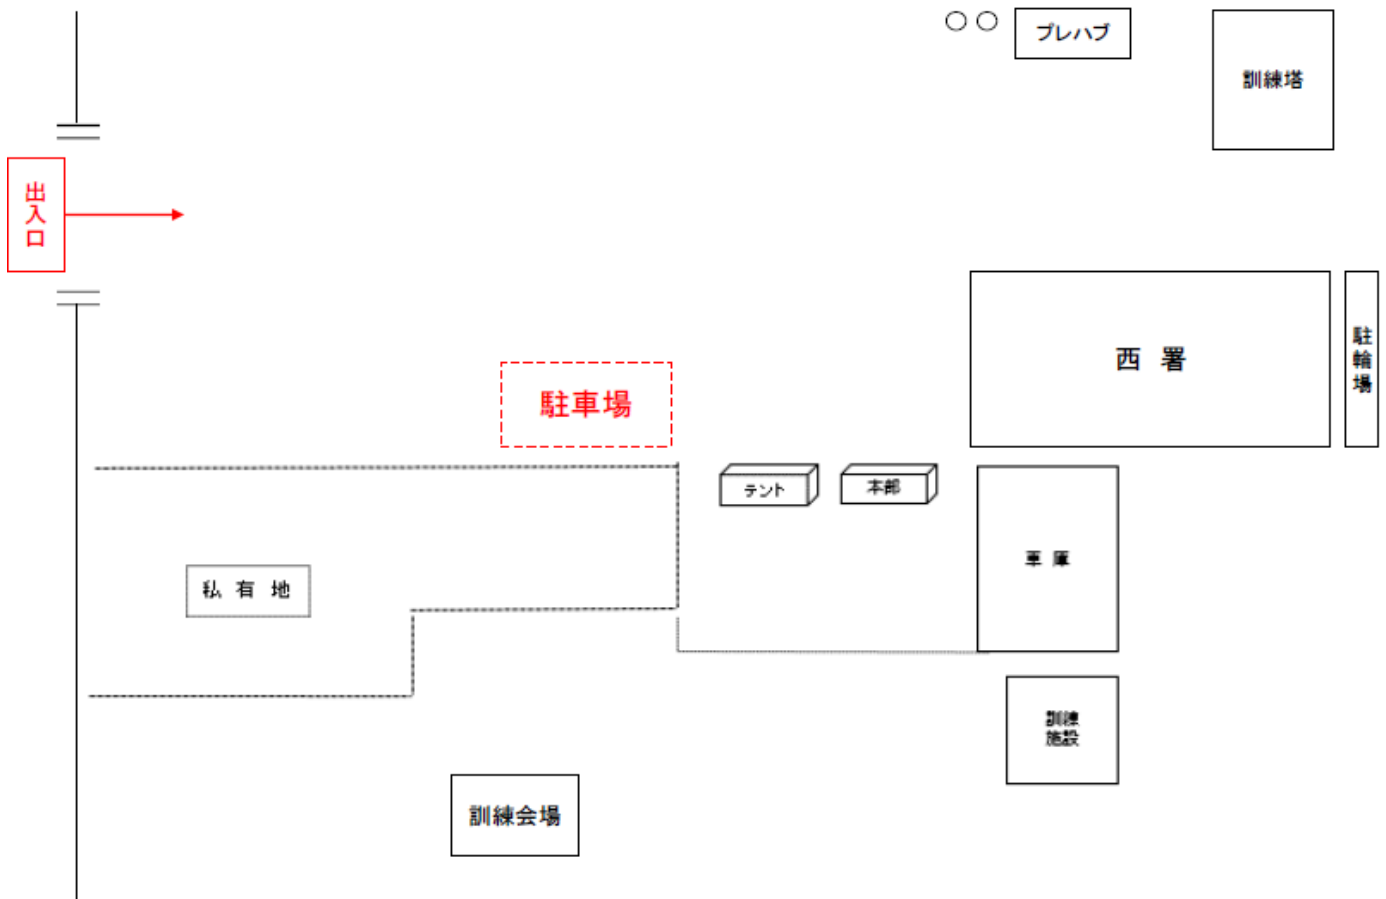 プレハブ
訓練塔
出入口
西 署
駐輪場
駐車場
テント
本部
車 庫
私 有 地
訓練
施設
訓練会場